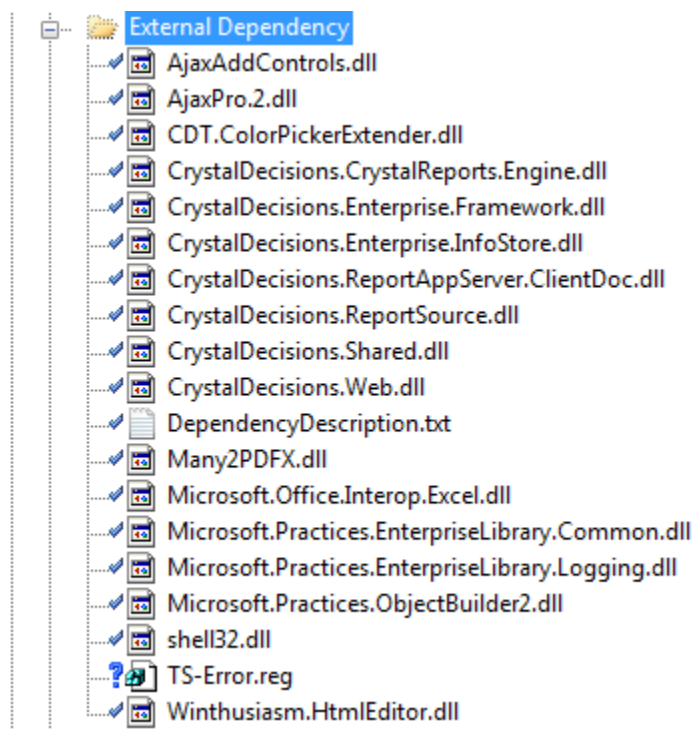 External Dependency
AjaxAddControls.dll
AjaxPro.2.dll
CDT.ColorPickerExtender.dll
CrystalDecisions.CrystalReports.Engine.dll
CrystalDecisions.Enterprise.Framework.dll
CrystalDecisions.Enterprise.InfoStore.dll
CrystalDecisions.ReportAppServer.ClientDoc.dll
CrystalDecisions.ReportSource.dll
CrystalDecisions.Shared.dll
CrystalDecisions.Web.dll
DependencyDescription.txt
Many2PDFX.dll
Microsoft.Office.Interop.Excel.dll
Microsoft.Practices.EnterpriseLibrary.Common.dll
Microsoft.Practices.EnterpriseLibrary.Logging.dll
Microsoft.Practices.ObjectBuilder2.dll
shell32.dll
TS-Error.reg
Winthusiasm.HtmlEditor.dll